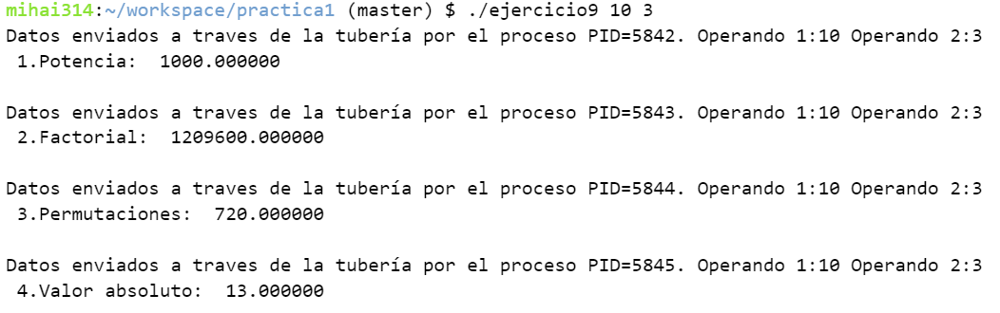 mihai314:~/workspace/practica1 (master) $ ./ejercicio9 10 3
Datos enviados a traves de la tubería por el proceso PID=5842. Operando 1:10 Operando 2:3
1.Potencia:  1000.000000
Datos enviados a traves de la tubería por el proceso PID=5843. Operando 1:10 Operando 2:3
2.Factorial:  1209600.000000
Datos enviados a traves de la tubería por el proceso PID=5844. Operando 1:10 Operando 2:3
3.Permutaciones:  720.000000
Datos enviados a traves de la tubería por el proceso PID=5845. Operando 1:10 Operando 2:3
4.Valor absoluto:  13.000000